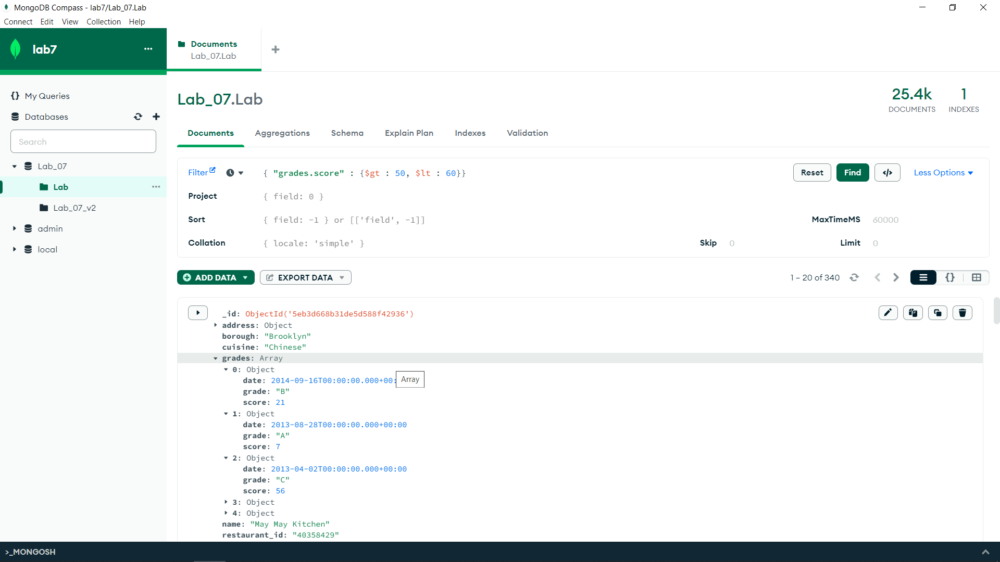 MongoDB Compass - lab7/Lab_07.Lab
Connect Edit View Collection Help
lab7
Documents
Lab_07.Lab
My Queries
Databases
Search
Lab_07
Lab
Lab_07_v2
admin
local
Lab_07.Lab
25.4k
DOCUMENTS
1
INDEXES
Documents Aggregations Schema Explain Plan Indexes Validation
Filter { "grades.score" : {$gt : 50, $lt : 60}} Reset Find </> Less Options
Project { field: 0 }
Sort { field: -1 } or [['field', -1]] MaxTimeMS 60000
Collation { locale: 'simple' } Skip 0 Limit 0
ADD DATA EXPORT DATA 1 – 20 of 340 {}
_id: ObjectId('5eb3d668b31de5d588f42936')
address: Object
borough: "Brooklyn"
cuisine: "Chinese"
grades: Array
0: Object
date: 2014-09-16T00:00:00.000+00: Array
grade: "B"
score: 21
1: Object
date: 2013-08-28T00:00:00.000+00:00
grade: "A"
score: 7
2: Object
date: 2013-04-02T00:00:00.000+00:00
grade: "C"
score: 56
3: Object
4: Object
name: "May May Kitchen"
restaurant_id: "40358429"
>_MONGOSH